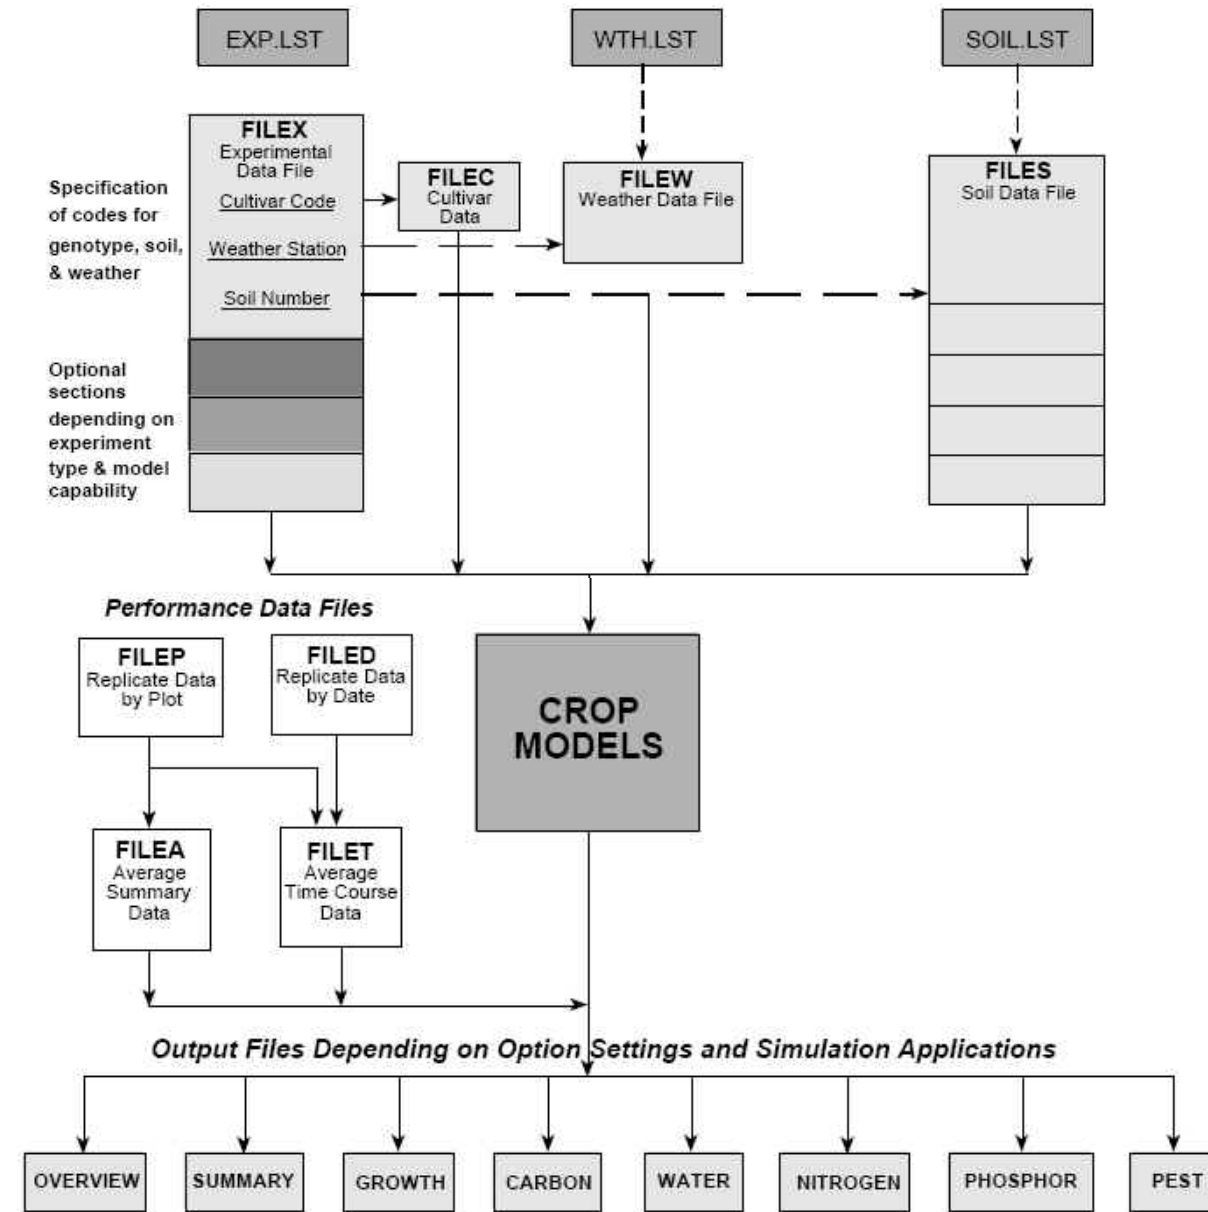 EXP.LST
WTH.LST
SOIL.LST
Specification
of codes for
genotype, soil,
& weather
FILEX
Experimental
Data File
Cultivar Code
Weather Station
Soil Number
FILEC
Cultivar
Data
FILEW
Weather Data File
FILES
Soil Data File
Optional
sections
depending on
experiment
type & model
capability
Performance Data Files
FILEP
Replicate Data
by Plot
FILED
Replicate Data
by Date
CROP
MODELS
FILEA
Average
Summary
Data
FILET
Average
Time Course
Data
Output Files Depending on Option Settings and Simulation Applications
OVERVIEW
SUMMARY
GROWTH
CARBON
WATER
NITROGEN
PHOSPHOR
PEST